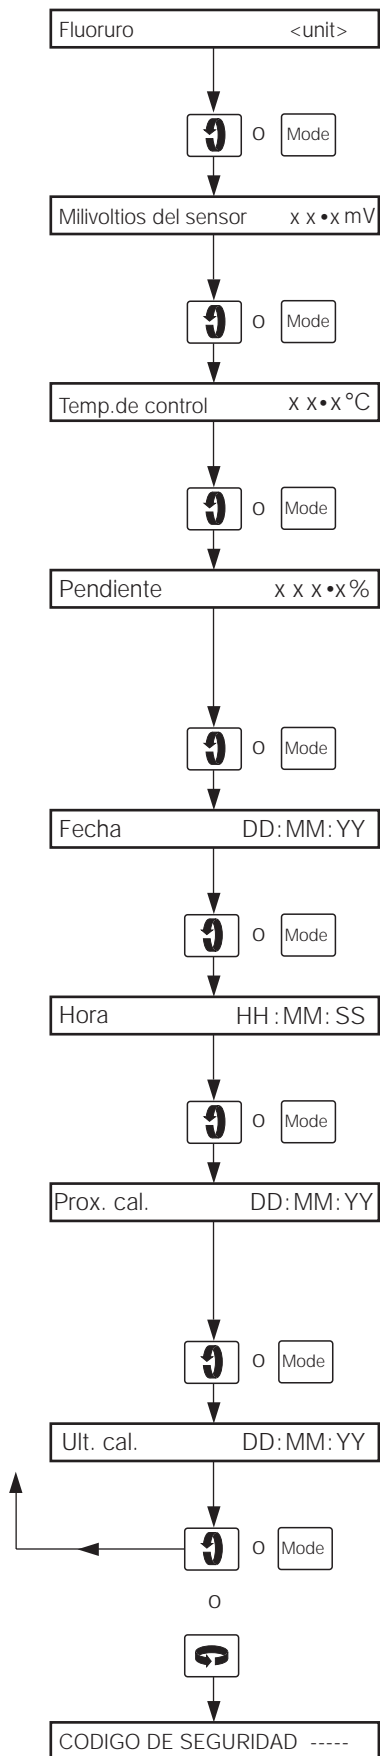 Fluoruro <unit>
O Mode
Milivoltios del sensor x x•x mV
O Mode
Temp.de control x x•x°C
O Mode
Pendiente x x x•x%
O Mode
Fecha DD:MM:YY
O Mode
Hora HH:MM:SS
O Mode
Prox. cal. DD:MM:YY
O Mode
Ult. cal. DD:MM:YY
O Mode
O
CODIGO DE SEGURIDAD -----